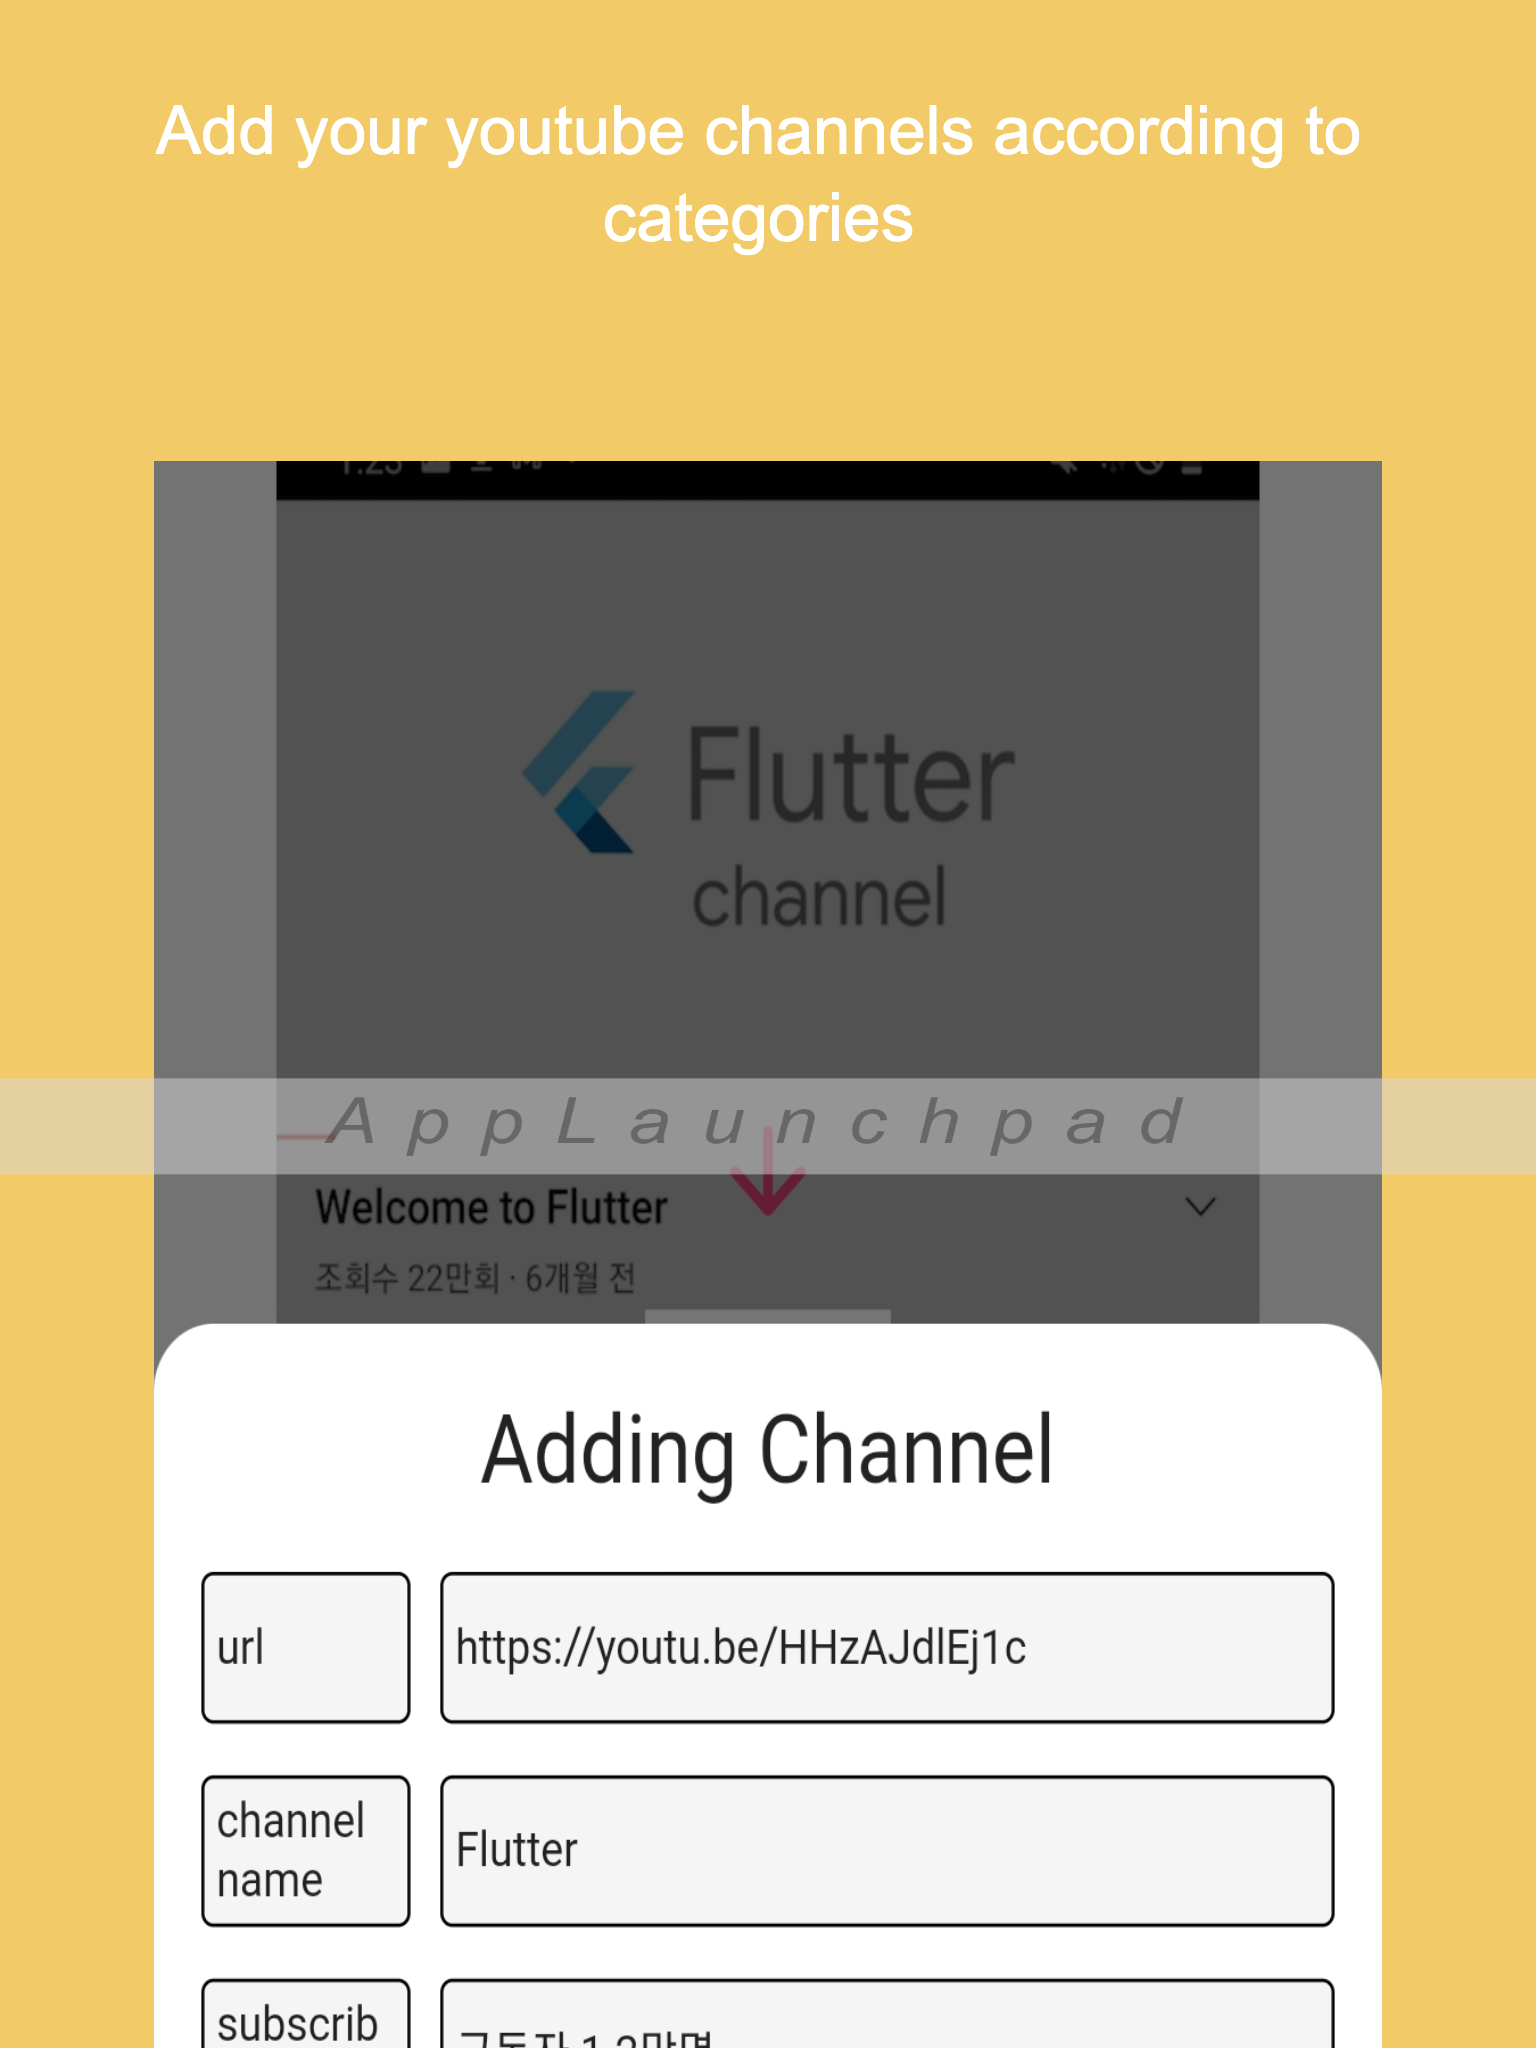 Add your youtube channels according to
categories
Flutter
channel
AppLaunchpad
Welcome to Flutter
조회수 22만회 · 6개월 전
Adding Channel
url
https://youtu.be/HHzAJdlEj1c
channel
name
Flutter
subscrib